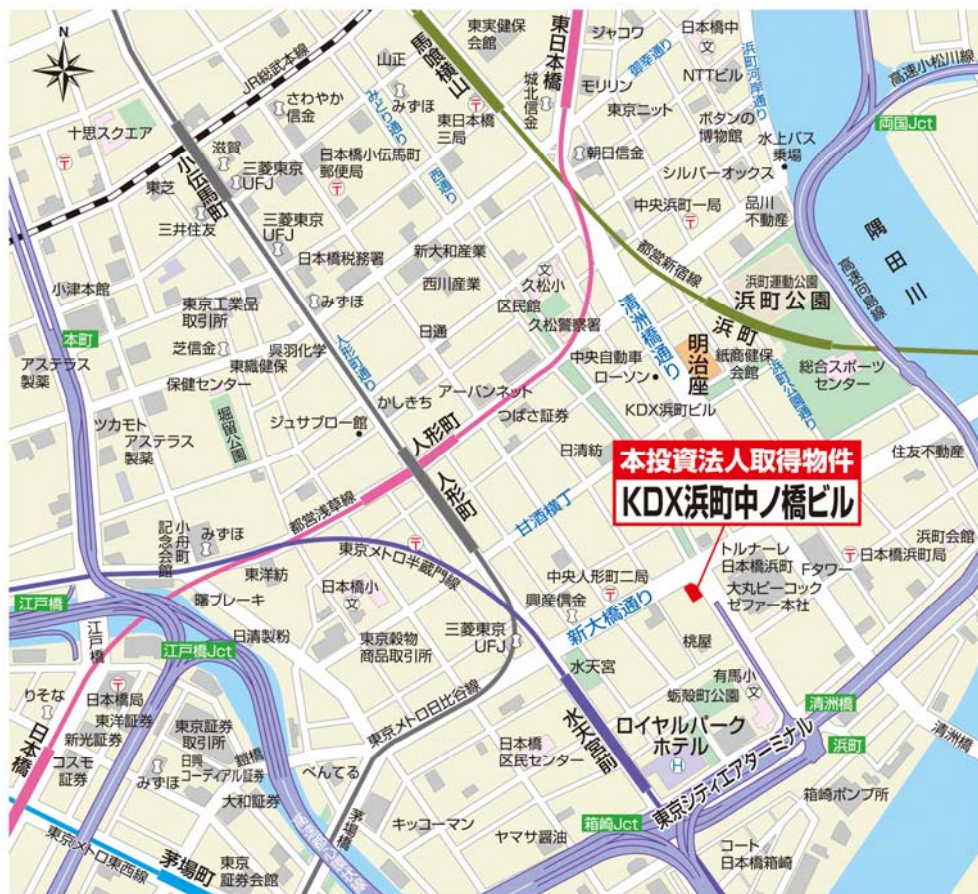 N
JR総武本線
山正
東実健保
会館
馬喰横山
東日本橋
ジャコワ
日本橋中
文
御幸通り
浜町河岸通り
NTTビル
高速小松川線
両国Jct
さわやか
信金
みどり通り
みずほ
城北信金
モリリン
東京ニット
ボタンの
博物館
水上バス
乗場
十思スクエア
滋賀
小伝馬町
日本橋小伝馬町
郵便局
東日本橋
三局
朝日信金
シルバーオックス
三菱東京
UFJ
東芝
三井住友
西通り
中央浜町一局
品川
不動産
三菱東京
UFJ
日本橋税務署
新大和産業
都営新宿線
浜町運動公園
浜町公園
隅田川
高速向島線
小津本館
西川産業
文
久松小
区民館
清洲橋通り
浜町
東京工業品
取引所
みずほ
日通
久松警察署
明治座
本町
芝信金
呉羽化学
人形町通り
中央自動車
ローソン
紙商健保
会館
総合スポーツ
センター
アステラス
製薬
東織健保
保健センター
アーバンネット
浜町公園通り
かしきち
つばさ証券
KDX浜町ビル
ツカモト
アステラス
製薬
堀留公園
ジュサブロー館
人形町
日清紡
住友不動産
人形町
本投資法人取得物件
KDX浜町中ノ橋ビル
都営浅草線
甘酒横丁
小舟町
記念会館
みずほ
東京メトロ半蔵門線
浜町会館
東洋紡
中央人形町二局
トルナーレ
日本橋浜町
Fタワー
日本橋浜町局
江戸橋
曙ブレーキ
日本橋小
文
興産信金
新大橋通り
大丸ピーコック
ゼファー本社
江戸橋
江戸橋Jct
日清製粉
東京穀物
商品取引所
三菱東京
UFJ
桃屋
水天宮
有馬小
文
蛎殻町公園
りそな
日本橋局
東洋証券
東京証券
取引所
東京メトロ日比谷線
清洲橋
新光証券
ロイヤルパーク
ホテル
H
日本橋
コスモ
証券
みずほ
日興
コーディアル証券
鎧橋
ぺんてる
日本橋
区民センター
水天宮前
東京シティエアターミナル
浜町
清洲橋
大和証券
茅場橋
箱崎ポンプ所
キッコーマン
箱崎Jct
ヤマサ醤油
コート
日本橋箱崎
東京メトロ東西線
茅場町
東京
証券会館